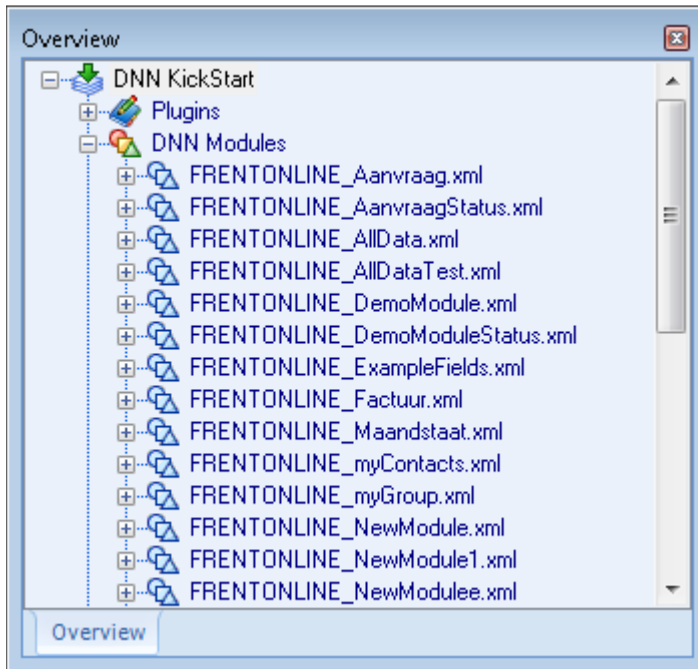 Overview
DNN KickStart
Plugins
DNN Modules
FRENTONLINE_Aanvraag.xml
FRENTONLINE_AanvraagStatus.xml
FRENTONLINE_AllData.xml
FRENTONLINE_AllDataTest.xml
FRENTONLINE_DemoModule.xml
FRENTONLINE_DemoModuleStatus.xml
FRENTONLINE_ExampleFields.xml
FRENTONLINE_Factuur.xml
FRENTONLINE_Maandstaat.xml
FRENTONLINE_myContacts.xml
FRENTONLINE_myGroup.xml
FRENTONLINE_NewModule.xml
FRENTONLINE_NewModule1.xml
FRENTONLINE_NewModulee.xml
Overview